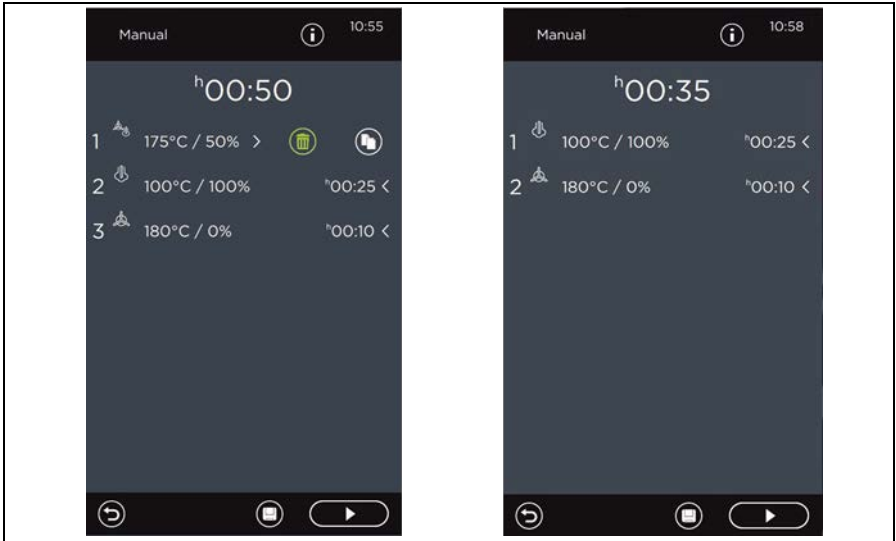 Manual 10:55
h00:50
1 175°C / 50% >
2 100°C / 100% h00:25 <
3 180°C / 0% h00:10 <
Manual 10:58
h00:35
1 100°C / 100% h00:25 <
2 180°C / 0% h00:10 <